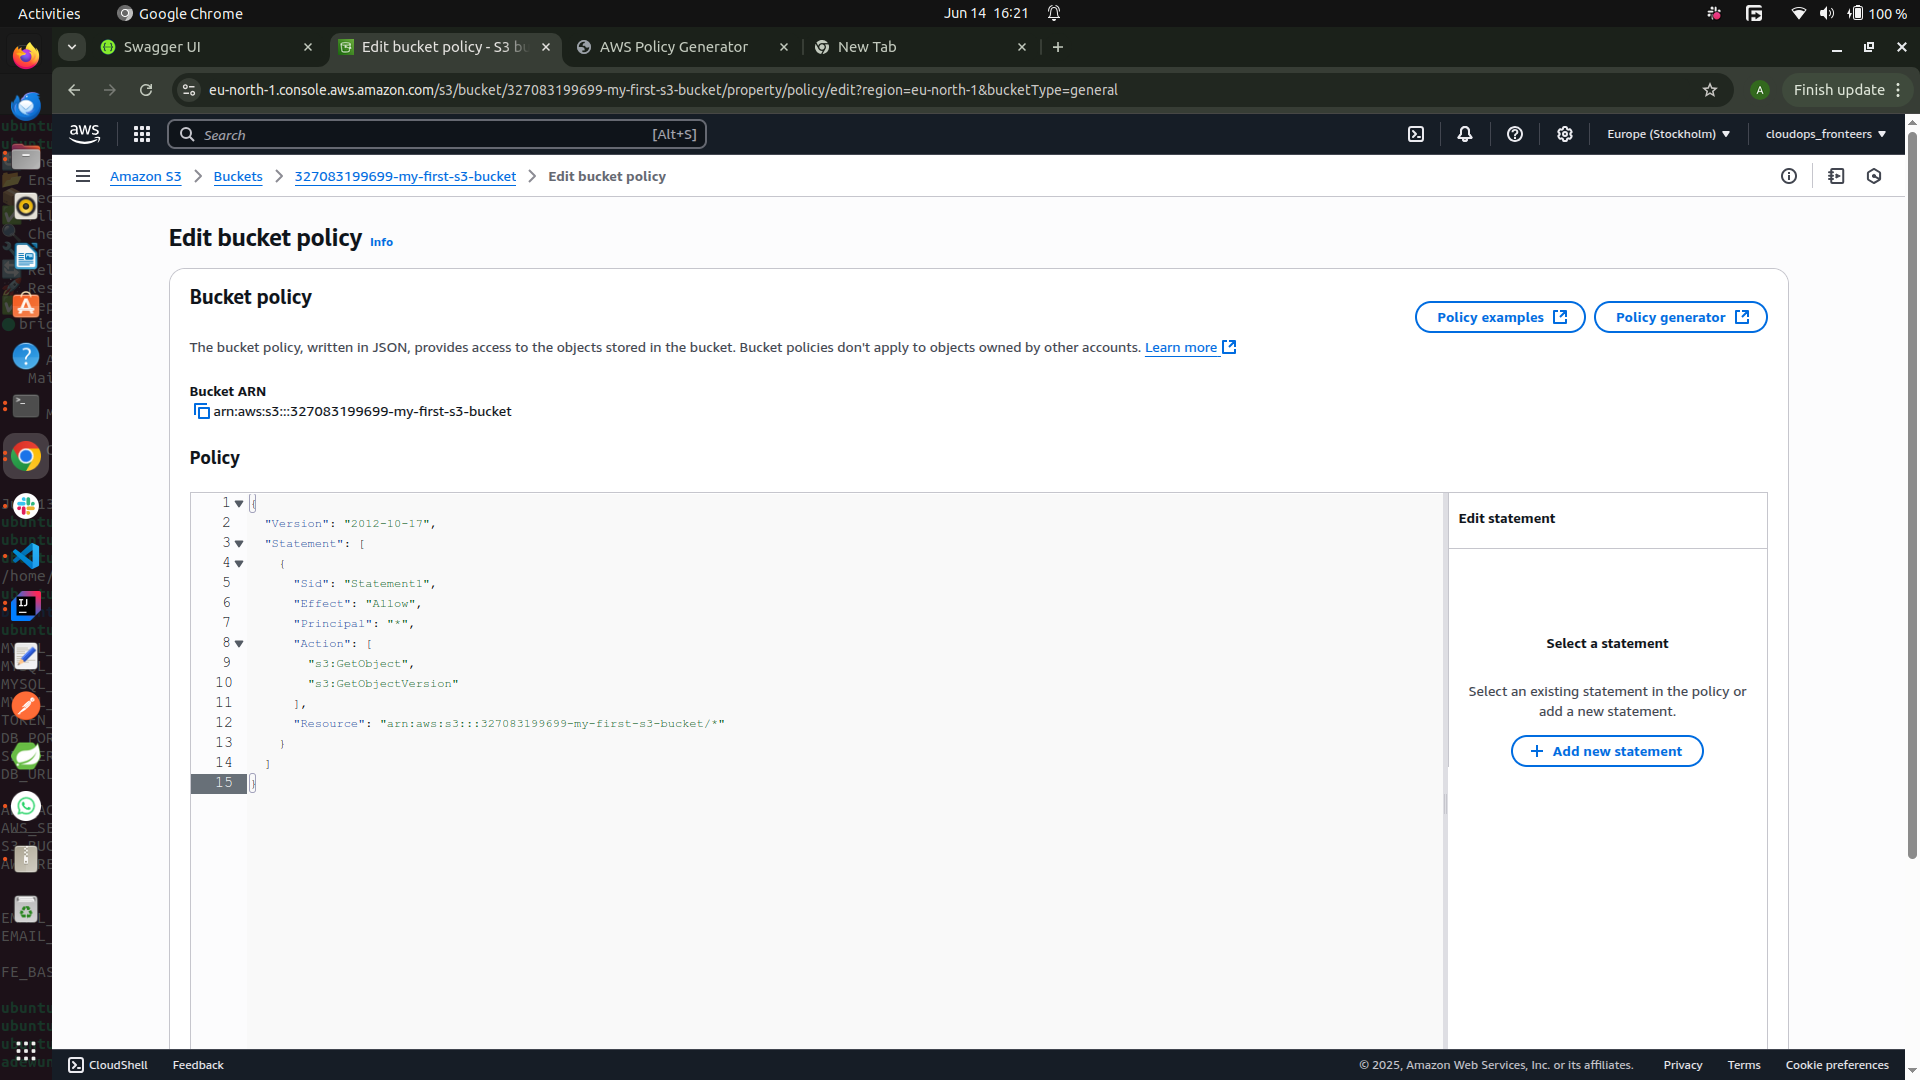 Activities
Google Chrome
Jun 14 16:21
100 %
Swagger UI
Edit bucket policy - S3 bu
AWS Policy Generator
New Tab
eu-north-1.console.aws.amazon.com/s3/bucket/327083199699-my-first-s3-bucket/property/policy/edit?region=eu-north-1&bucketType=general
A
Finish update
aws
Search
[Alt+S]
Europe (Stockholm)
cloudops_fronteers
Amazon S3
Buckets
327083199699-my-first-s3-bucket
Edit bucket policy
Edit bucket policy Info
Bucket policy
Policy examples
Policy generator
The bucket policy, written in JSON, provides access to the objects stored in the bucket. Bucket policies don't apply to objects owned by other accounts. Learn more
Bucket ARN
arn:aws:s3:::327083199699-my-first-s3-bucket
Policy
1 {
2 "Version": "2012-10-17",
3 "Statement": [
4 {
5 "Sid": "Statement1",
6 "Effect": "Allow",
7 "Principal": "*",
8 "Action": [
9 "s3:GetObject",
10 "s3:GetObjectVersion"
11 ],
12 "Resource": "arn:aws:s3:::327083199699-my-first-s3-bucket/*"
13 }
14 ]
15 }
Edit statement
Select a statement
Select an existing statement in the policy or
add a new statement.
Add new statement
CloudShell
Feedback
© 2025, Amazon Web Services, Inc. or its affiliates.
Privacy
Terms
Cookie preferences